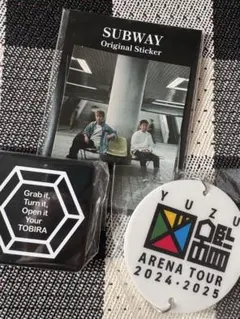 SUBWAY
Original Sticker
Grab it,
Turn it,
Open it
Your
TOBIRA
YUZU
ARENA TOUR
2024-2025